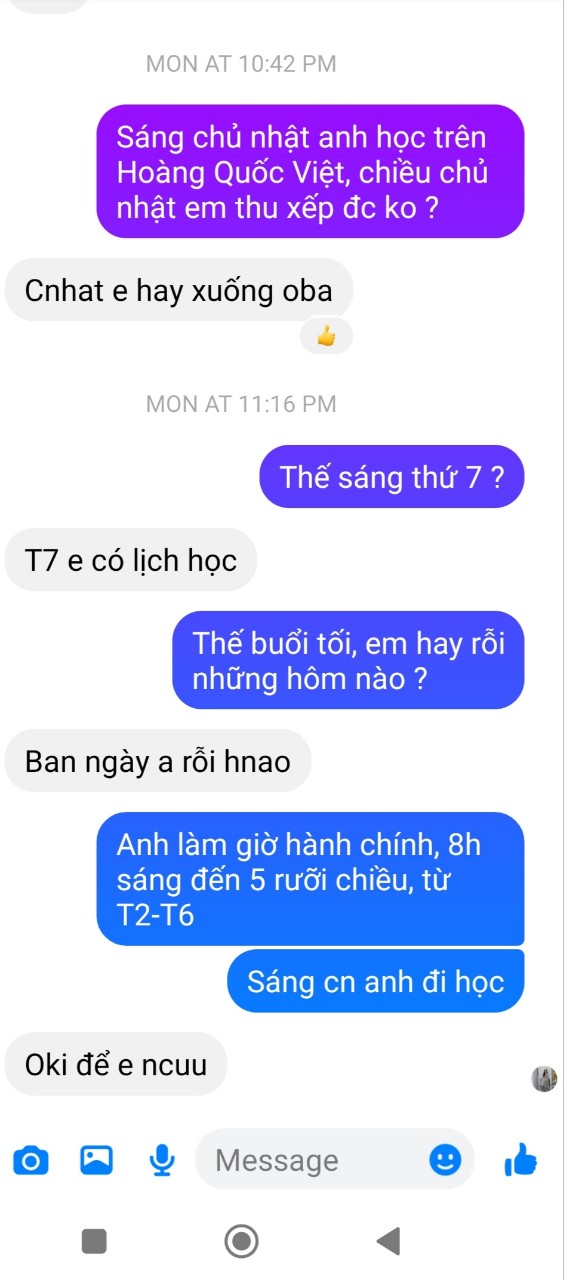 MON AT 10:42 PM
Sáng chủ nhật anh học trên
Hoàng Quốc Việt, chiều chủ
nhật em thu xếp đc ko ?
Cnhat e hay xuống oba
MON AT 11:16 PM
Thế sáng thứ 7 ?
T7 e có lịch học
Thế buổi tối, em hay rỗi
những hôm nào ?
Ban ngày a rỗi hnao
Anh làm giờ hành chính, 8h
sáng đến 5 rưỡi chiều, từ
T2-T6
Sáng cn anh đi học
Oki để e ncuu
Message